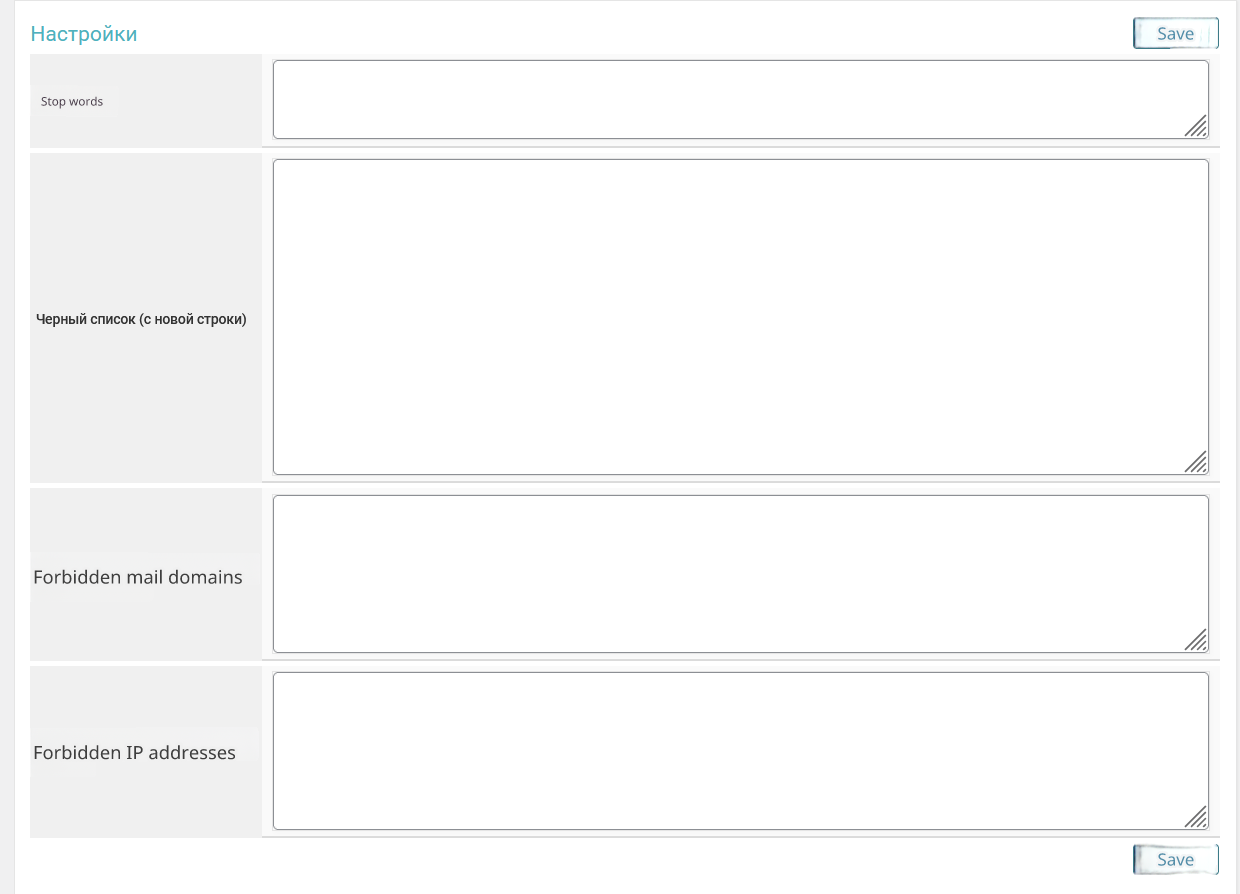 Настройки
Save
Stop words
Черный список (с новой строки)
Forbidden mail domains
Forbidden IP addresses
Save